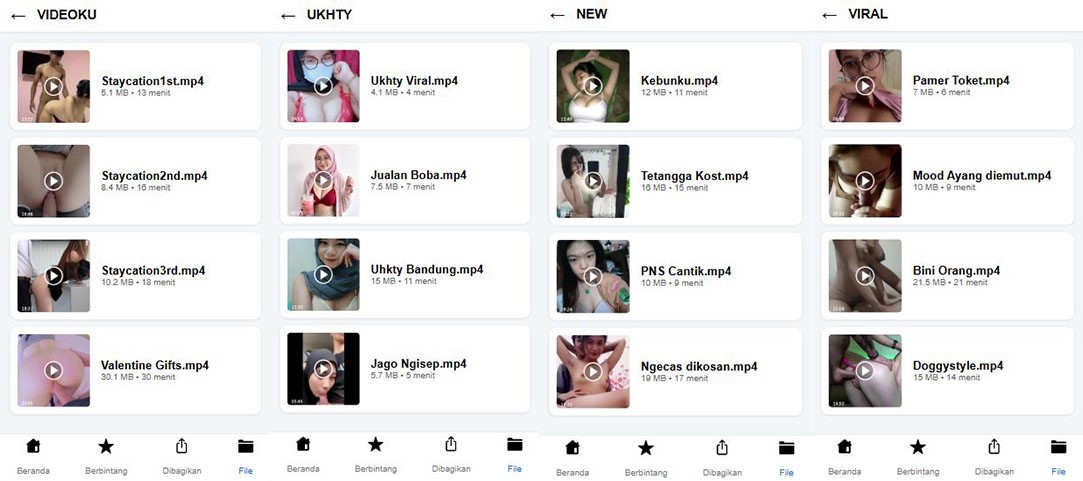 ← VIDEOKU
Staycation1st.mp4
5.1 MB • 13 menit
Staycation2nd.mp4
8.4 MB • 16 menit
Staycation3rd.mp4
10.2 MB • 18 menit
Valentine Gifts.mp4
30.1 MB • 30 menit
Beranda Berbintang Dibagikan File
← UKHTY
Ukhty Viral.mp4
4.1 MB • 4 menit
Jualan Boba.mp4
7.5 MB • 7 menit
Uhkty Bandung.mp4
15 MB • 11 menit
Jago Ngisep.mp4
5.7 MB • 5 menit
Beranda Berbintang Dibagikan File
← NEW
Kebunku.mp4
12 MB • 11 menit
Tetangga Kost.mp4
16 MB • 15 menit
PNS Cantik.mp4
10 MB • 9 menit
Ngecas dikosan.mp4
19 MB • 17 menit
Beranda Berbintang Dibagikan File
← VIRAL
Pamer Toket.mp4
7 MB • 6 menit
Mood Ayang diemut.mp4
10 MB • 9 menit
Bini Orang.mp4
21.5 MB • 21 menit
Doggystyle.mp4
15 MB • 14 menit
Beranda Berbintang Dibagikan File